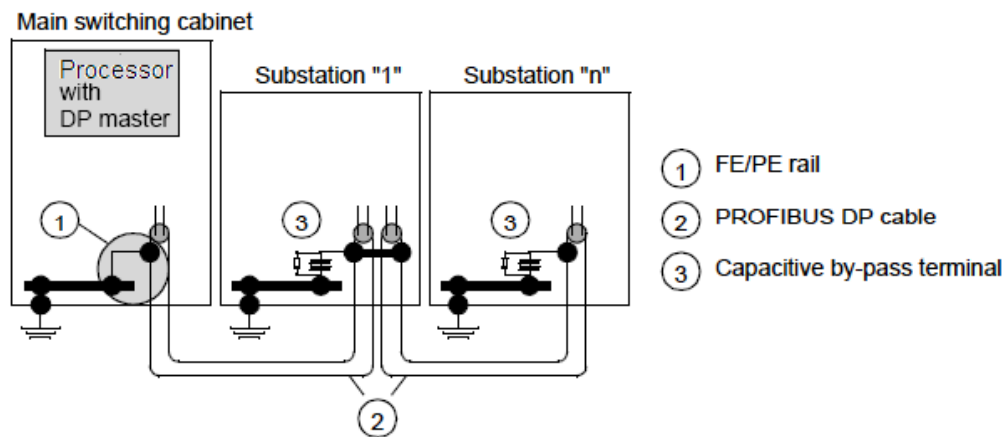 Main switching cabinet
Processor
with
DP master
Substation "1"
Substation "n"
1
3
3
2
1 FE/PE rail
2 PROFIBUS DP cable
3 Capacitive by-pass terminal